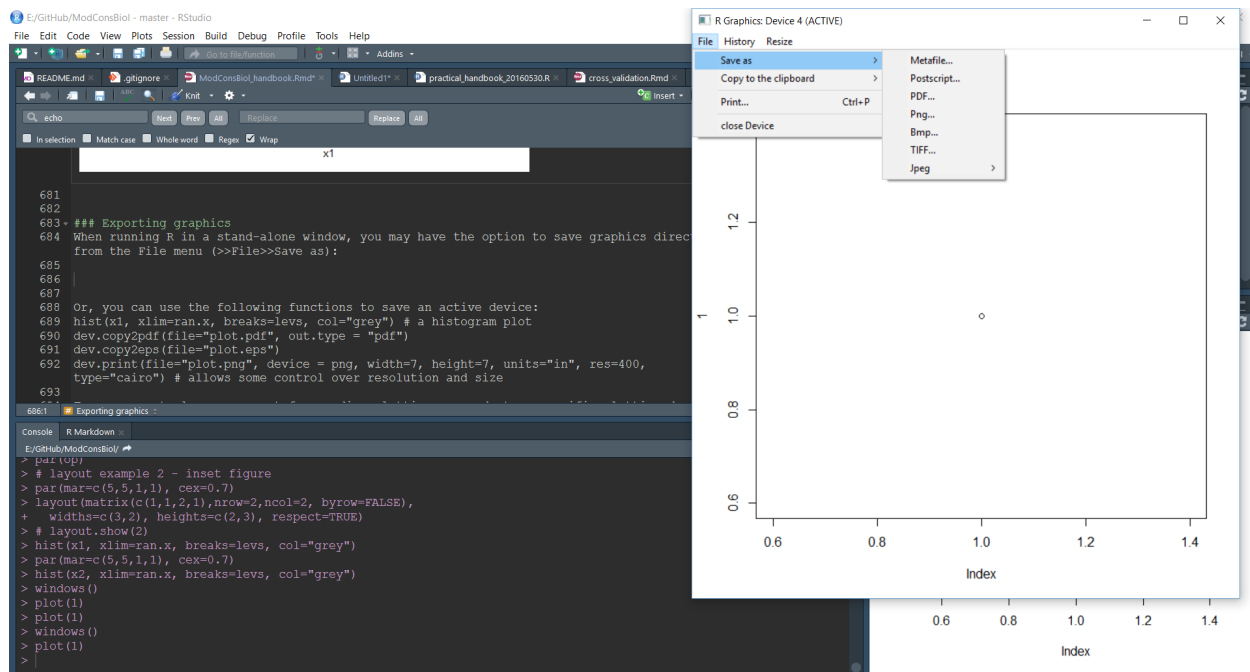 E:/GitHub/ModConsBiol - master - RStudio
File Edit Code View Plots Session Build Debug Profile Tools Help
Go to file/function Addins
README.md .gitignore ModConsBiol_handbook.Rmd* Untitled1* practical_handbook_20160530.R cross_validation.Rmd
ABC Knit Insert
echo Next Prev All Replace Replace All
In selection Match case Whole word Regex Wrap
x1
681
682
683 ### Exporting graphics
684 When running R in a stand-alone window, you may have the option to save graphics direc
from the File menu (>>File>>Save as):
685
686
687
688 Or, you can use the following functions to save an active device:
689 hist(x1, xlim=ran.x, breaks=levs, col="grey") # a histogram plot
690 dev.copy2pdf(file="plot.pdf", out.type = "pdf")
691 dev.copy2eps(file="plot.eps")
692 dev.print(file="plot.png", device = png, width=7, height=7, units="in", res=400,
type="cairo") # allows some control over resolution and size
693
686:1 # Exporting graphics
Console R Markdown
E:/GitHub/ModConsBiol/
> par(op)
> # layout example 2 - inset figure
> par(mar=c(5,5,1,1), cex=0.7)
> layout(matrix(c(1,1,2,1),nrow=2,ncol=2, byrow=FALSE),
+   widths=c(3,2), heights=c(2,3), respect=TRUE)
> # layout.show(2)
> hist(x1, xlim=ran.x, breaks=levs, col="grey")
> par(mar=c(5,5,1,1), cex=0.7)
> hist(x2, xlim=ran.x, breaks=levs, col="grey")
> windows()
> plot(1)
> plot(1)
> windows()
> plot(1)
>
R Graphics: Device 4 (ACTIVE)
File History Resize
Save as
Copy to the clipboard
Print... Ctrl+P
close Device
Metafile...
Postscript...
PDF...
Png...
Bmp...
TIFF...
Jpeg
1.2
1.0
0.8
0.6
1
0.6 0.8 1.0 1.2 1.4
Index
0.6 0.8 1.0 1.2 1.4
Index